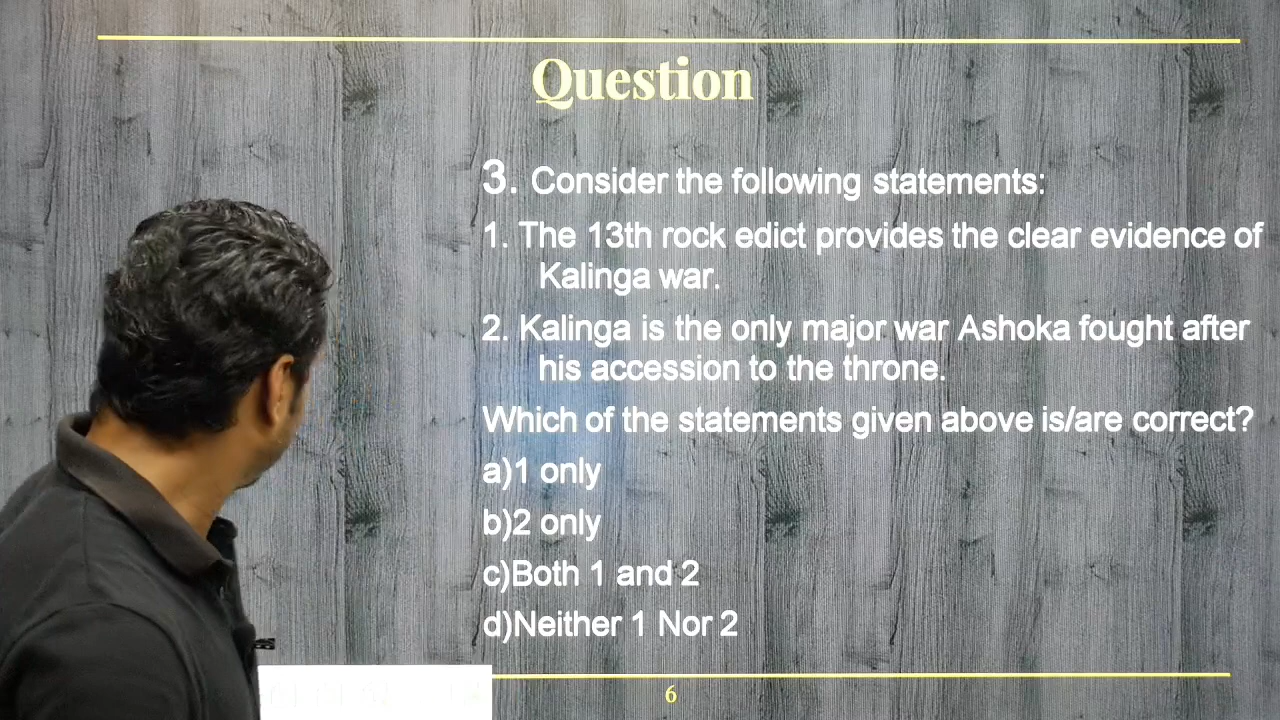 Question
3. Consider the following statements:
1. The 13th rock edict provides the clear evidence of
Kalinga war.
2. Kalinga is the only major war Ashoka fought after
his accession to the throne.
Which of the statements given above is/are correct?
a)1 only
b)2 only
c)Both 1 and 2
d)Neither 1 Nor 2
6